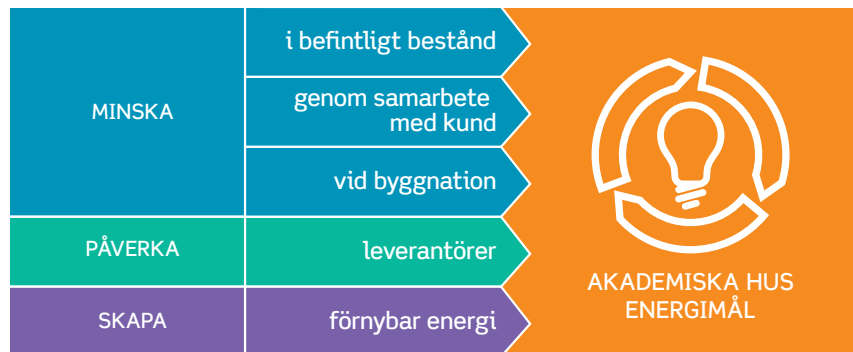 MINSKA
i befintligt bestånd
genom samarbete
med kund
vid byggnation
PÅVERKA
leverantörer
SKAPA
förnybar energi
AKADEMISKA HUS
ENERGIMÅL